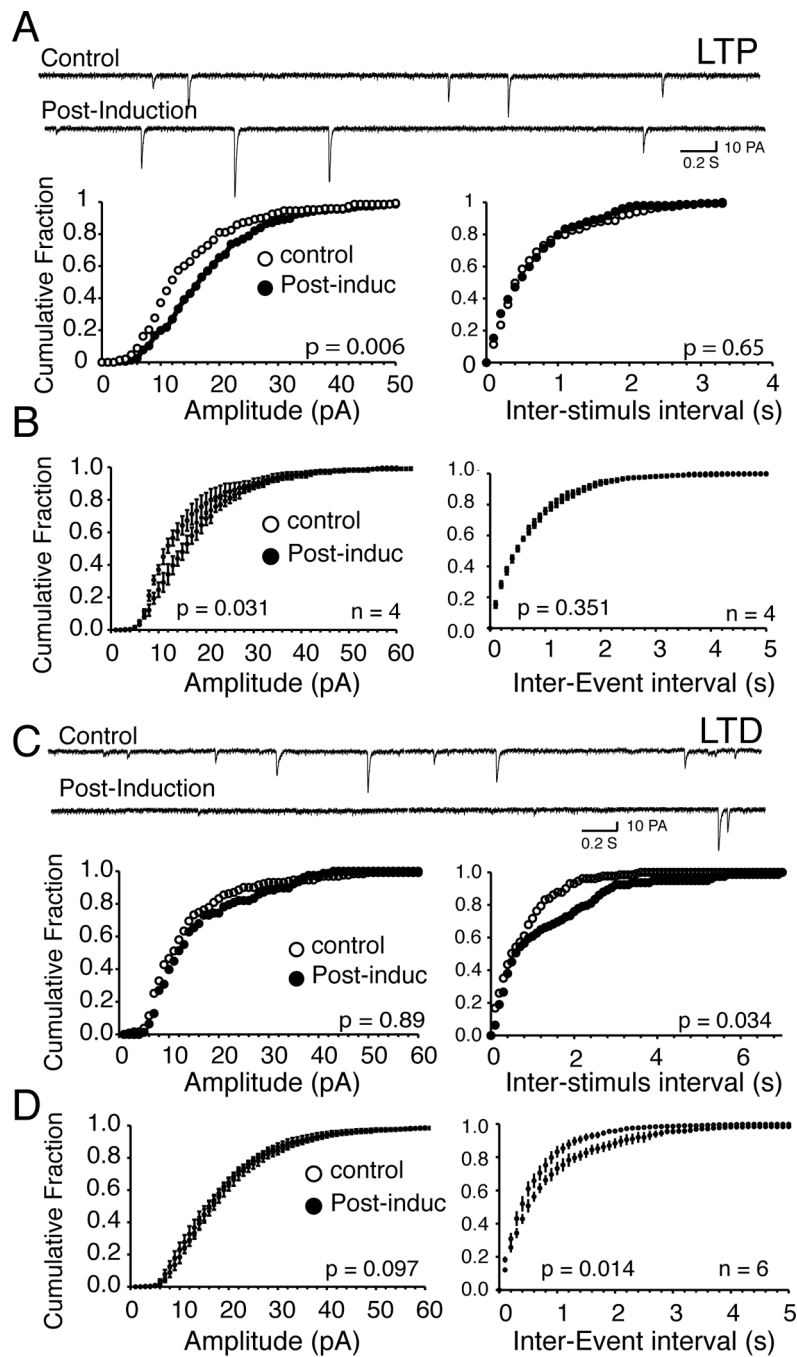 A
Control
LTP
Post-Induction
10 PA
0.2 S
Cumulative Fraction
1
0.8
0.6
0.4
0.2
0
control
Post-induc
p = 0.006
0 10 20 30 40 50
Amplitude (pA)
1
0.8
0.6
0.4
0.2
0
p = 0.65
0 1 2 3 4
Inter-stimuls interval (s)
B
Cumulative Fraction
1.0
0.8
0.6
0.4
0.2
0.0
control
Post-induc
p = 0.031 n = 4
0 10 20 30 40 50 60
Amplitude (pA)
1.0
0.8
0.6
0.4
0.2
0.0
p = 0.351 n = 4
0 1 2 3 4 5
Inter-Event interval (s)
C
Control
LTD
Post-Induction
10 PA
0.2 S
Cumulative Fraction
1.0
0.8
0.6
0.4
0.2
0.0
control
Post-induc
p = 0.89
0 10 20 30 40 50 60
Amplitude (pA)
1.0
0.8
0.6
0.4
0.2
0.0
p = 0.034
0 2 4 6
Inter-stimuls interval (s)
D
Cumulative Fraction
1.0
0.8
0.6
0.4
0.2
0.0
control
Post-induc
p = 0.097
0 10 20 30 40 50 60
Amplitude (pA)
1.0
0.8
0.6
0.4
0.2
0.0
p = 0.014 n = 6
0 1 2 3 4 5
Inter-Event interval (s)